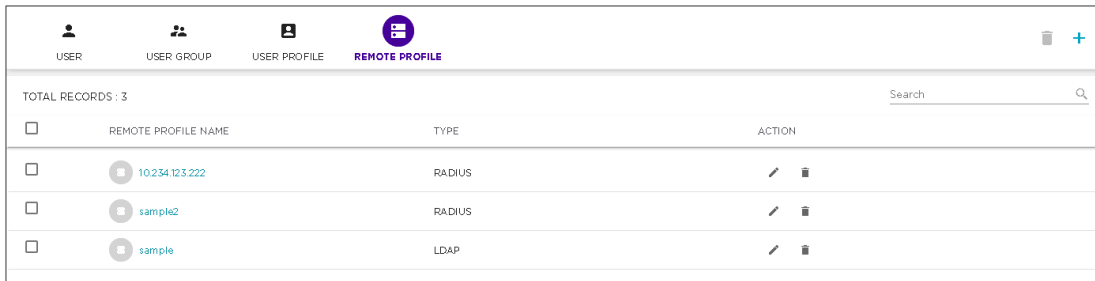 USER USER GROUP USER PROFILE REMOTE PROFILE
TOTAL RECORDS : 3 Search
REMOTE PROFILE NAME TYPE ACTION
10.234.123.222 RADIUS
sample2 RADIUS
sample LDAP